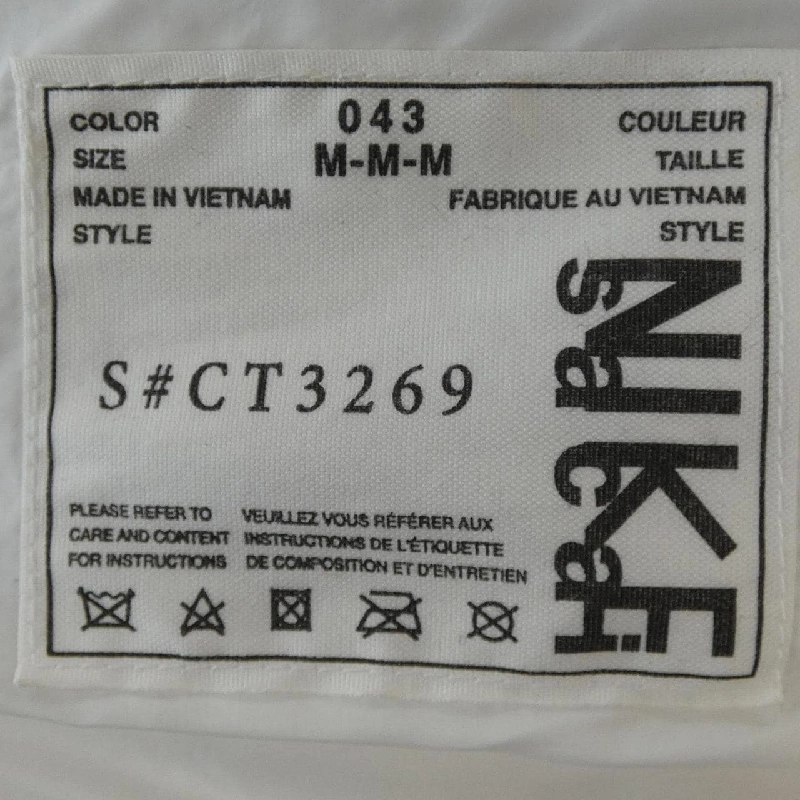 COLOR 043 COULEUR
SIZE M-M-M TAILLE
MADE IN VIETNAM FABRIQUE AU VIETNAM
STYLE STYLE
S#CT3269
NIKE
sacai
PLEASE REFER TO
CARE AND CONTENT
FOR INSTRUCTIONS
VEUILLEZ VOUS RÉFÉRER AUX
INSTRUCTIONS DE L'ÉTIQUETTE
DE COMPOSITION ET D'ENTRETIEN